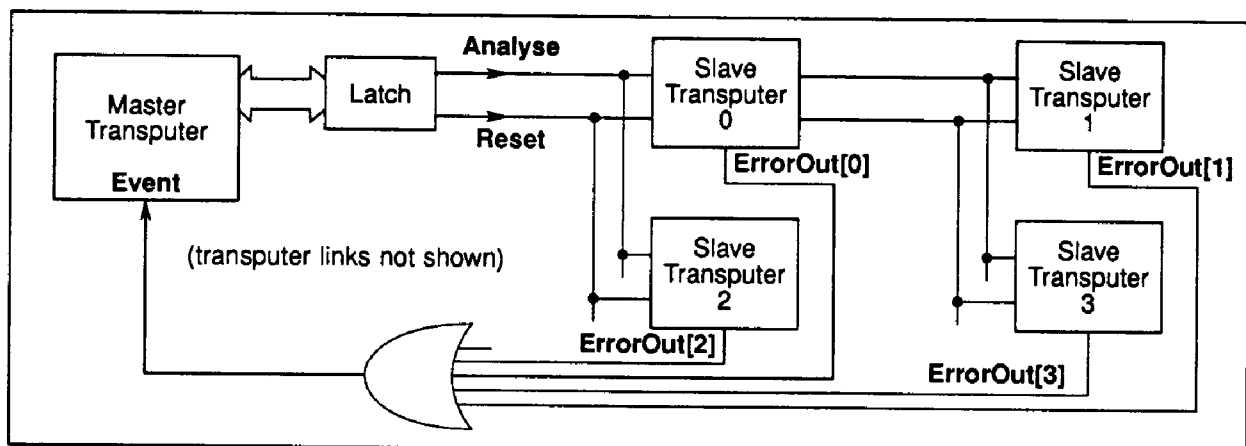 Analyse
Reset
Master
Transputer
Event
Latch
Slave
Transputer
0
ErrorOut[0]
Slave
Transputer
1
ErrorOut[1]
(transputer links not shown)
Slave
Transputer
2
ErrorOut[2]
Slave
Transputer
3
ErrorOut[3]